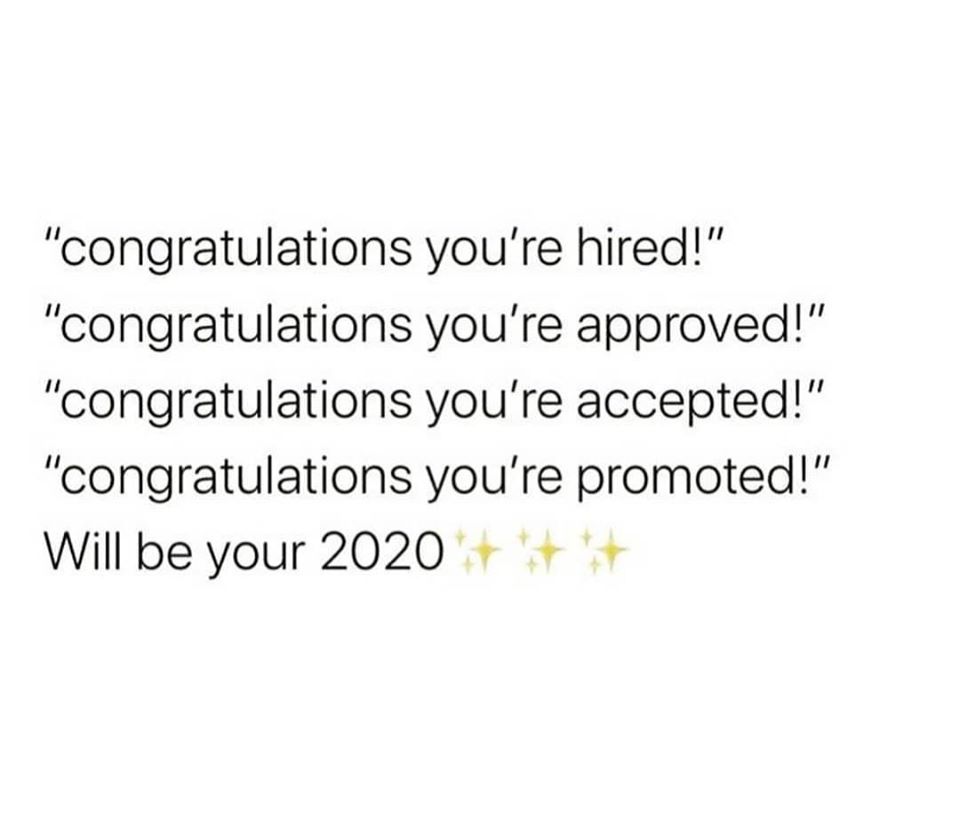 "congratulations you're hired!"
"congratulations you're approved!"
"congratulations you're accepted!"
"congratulations you're promoted!"
Will be your 2020✨✨✨